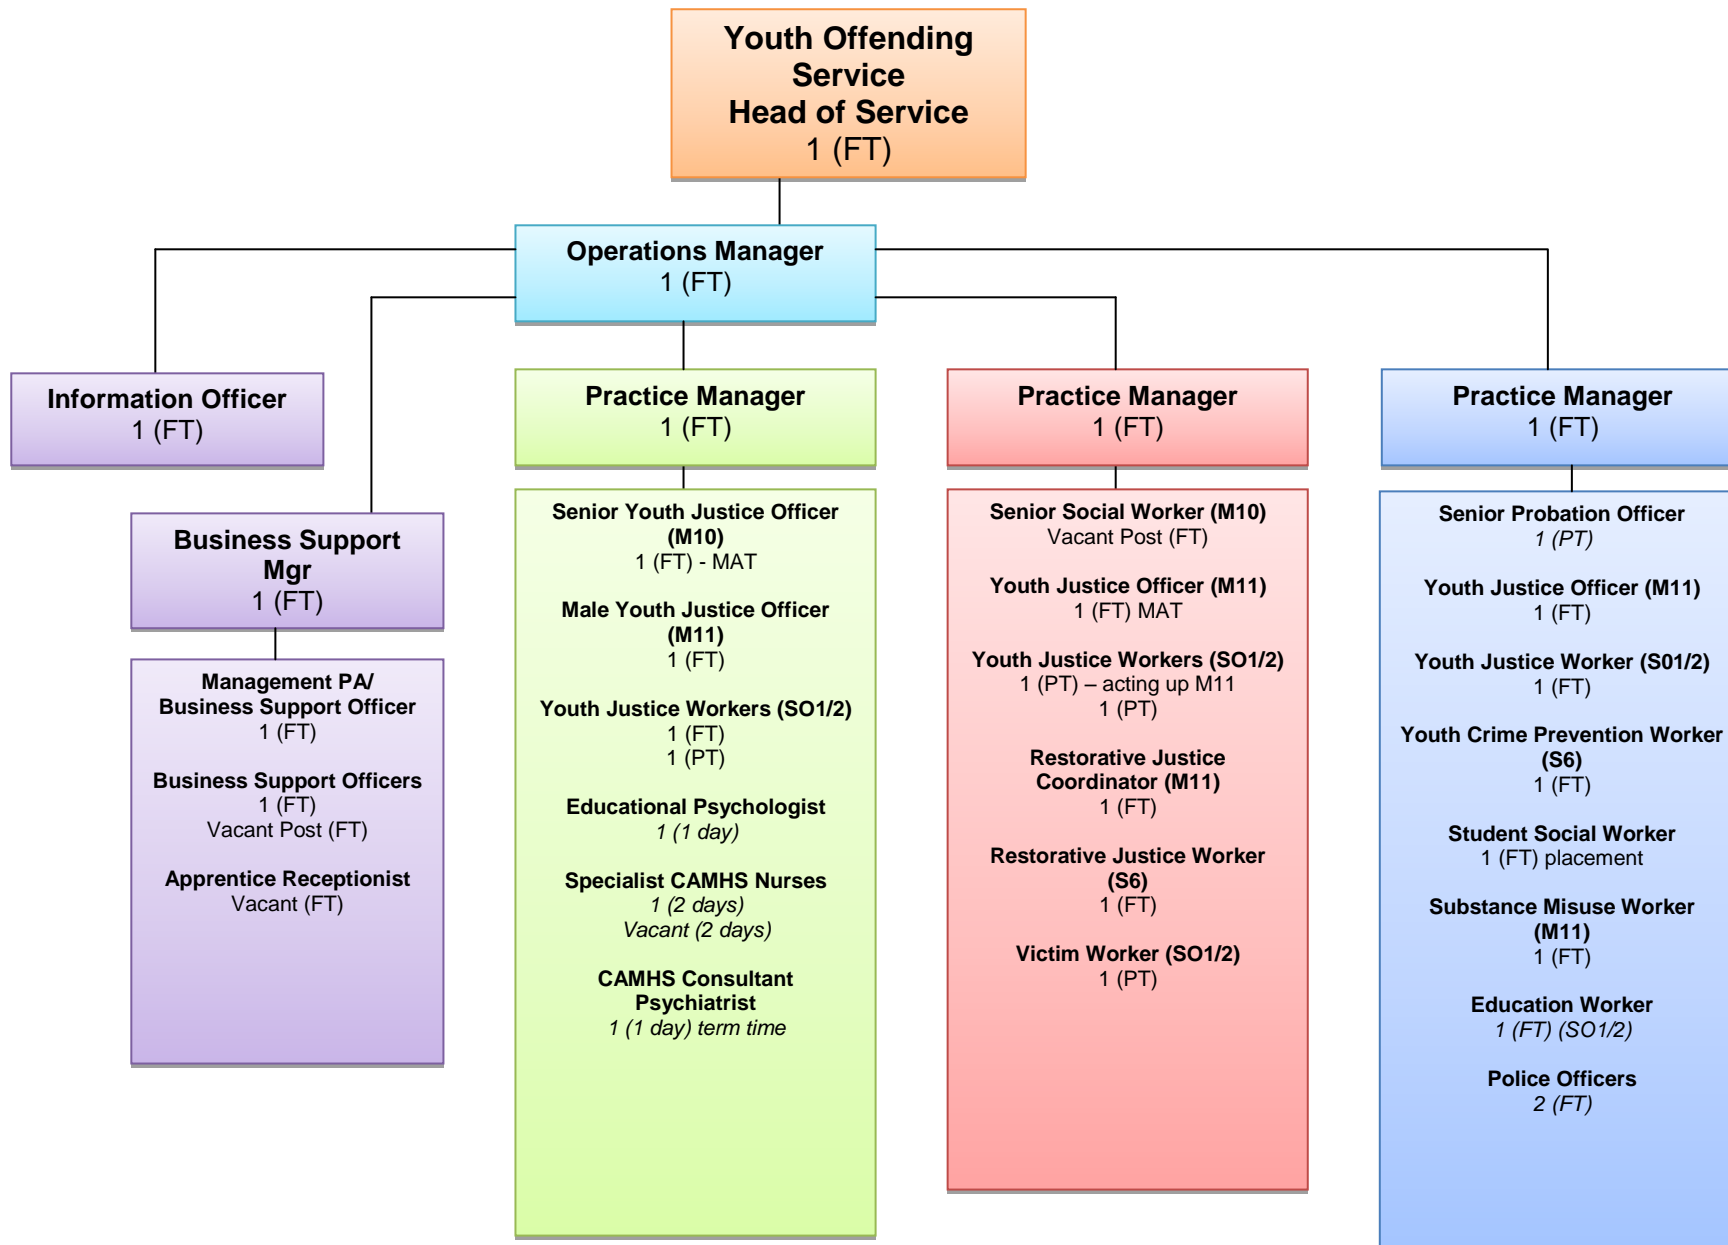 Youth Offending
Service
Head of Service
1 (FT)
Operations Manager
1 (FT)
Information Officer
1 (FT)
Business Support
Mgr
1 (FT)
Management PA/
Business Support Officer
1 (FT)
Business Support Officers
1 (FT)
Vacant Post (FT)
Apprentice Receptionist
Vacant (FT)
Practice Manager
1 (FT)
Senior Youth Justice Officer
(M10)
1 (FT) - MAT
Male Youth Justice Officer
(M11)
1 (FT)
Youth Justice Workers (SO1/2)
1 (FT)
1 (PT)
Educational Psychologist
1 (1 day)
Specialist CAMHS Nurses
1 (2 days)
Vacant (2 days)
CAMHS Consultant
Psychiatrist
1 (1 day) term time
Practice Manager
1 (FT)
Senior Social Worker (M10)
Vacant Post (FT)
Youth Justice Officer (M11)
1 (FT) MAT
Youth Justice Workers (SO1/2)
1 (PT) – acting up M11
1 (PT)
Restorative Justice
Coordinator (M11)
1 (FT)
Restorative Justice Worker
(S6)
1 (FT)
Victim Worker (SO1/2)
1 (PT)
Practice Manager
1 (FT)
Senior Probation Officer
1 (PT)
Youth Justice Officer (M11)
1 (FT)
Youth Justice Worker (S01/2)
1 (FT)
Youth Crime Prevention Worker
(S6)
1 (FT)
Student Social Worker
1 (FT) placement
Substance Misuse Worker
(M11)
1 (FT)
Education Worker
1 (FT) (SO1/2)
Police Officers
2 (FT)